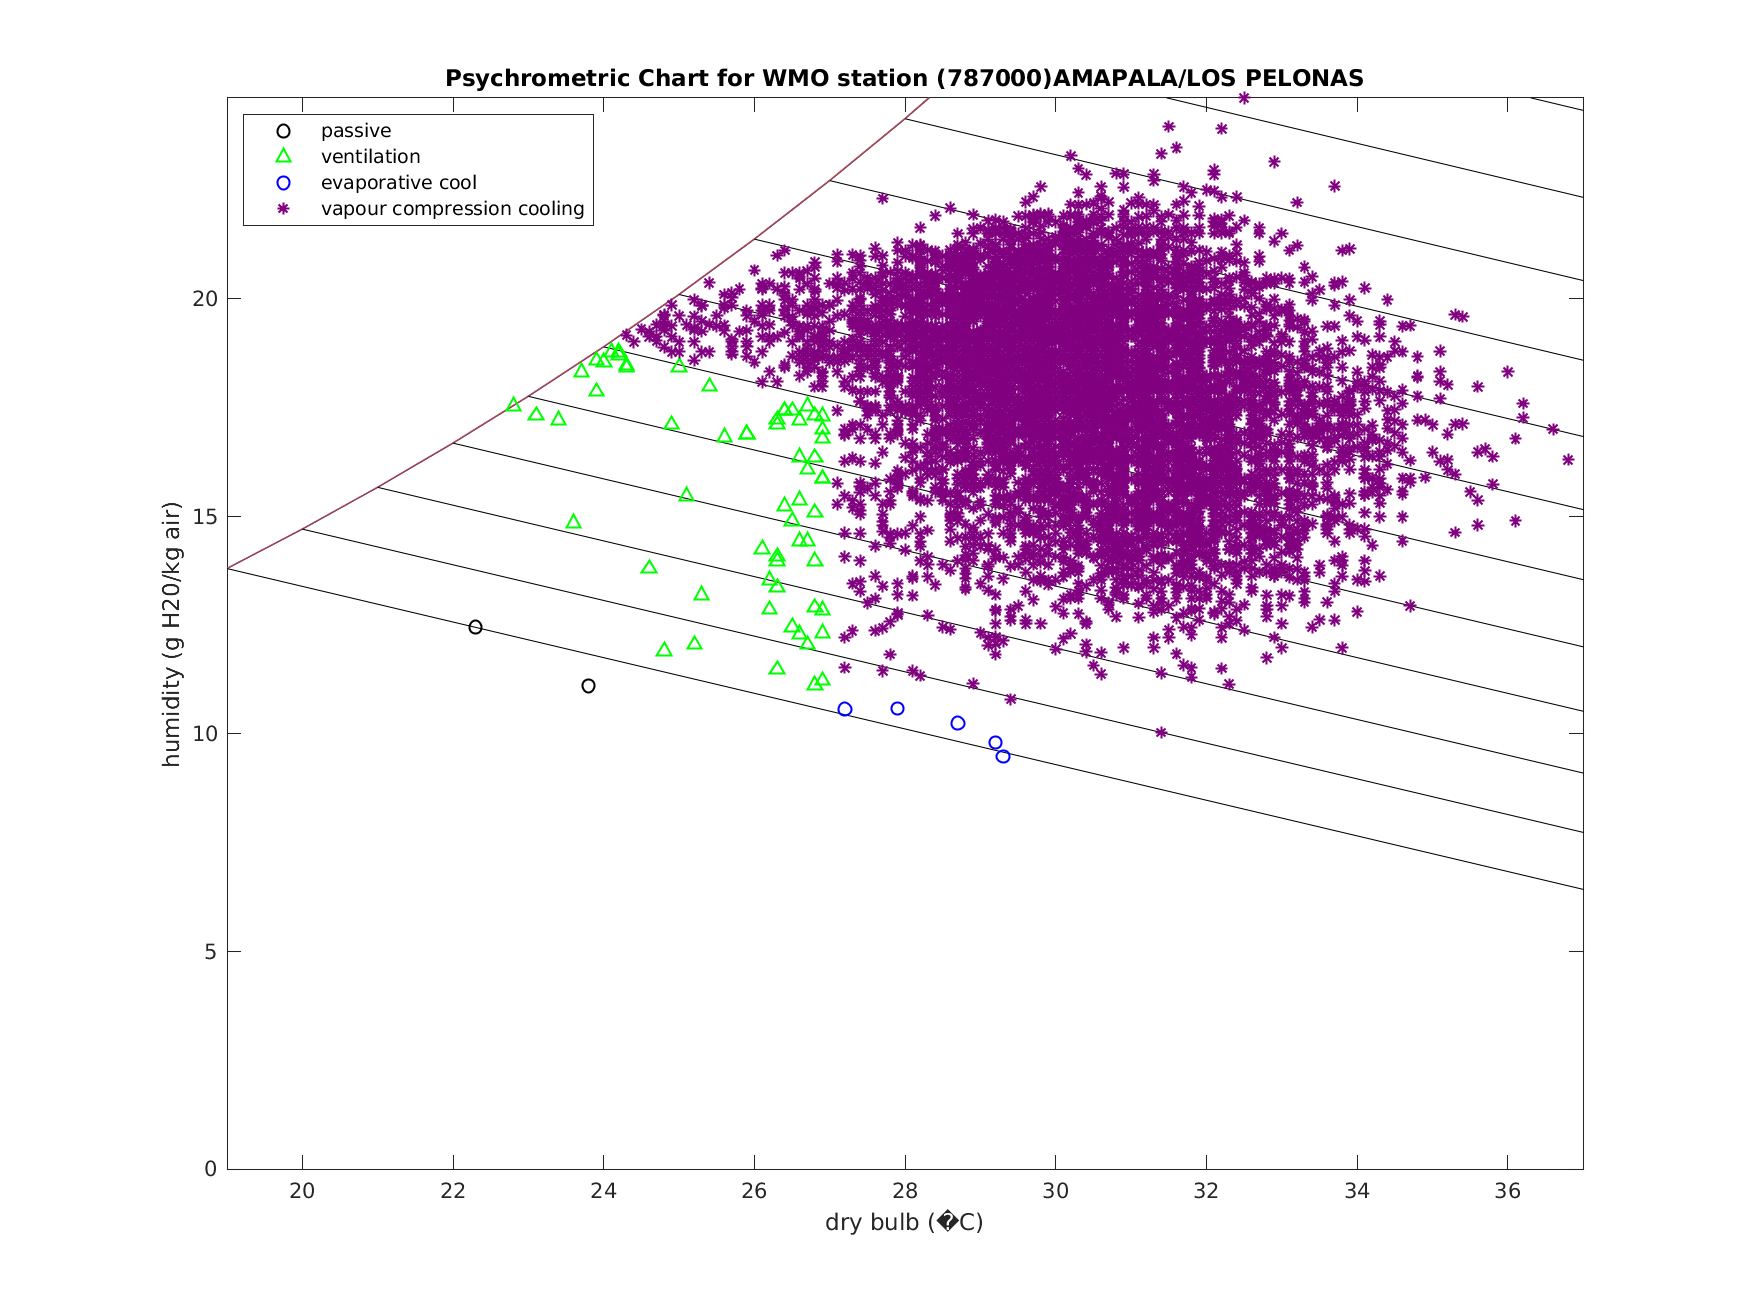 Psychrometric Chart for WMO station (787000)AMAPALA/LOS PELONAS
passive
ventilation
evaporative cool
vapour compression cooling
humidity (g H20/kg air)
20
15
10
5
0
20 22 24 26 28 30 32 34 36
dry bulb (�C)